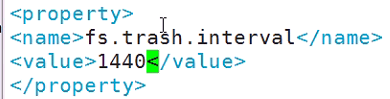 <property>
<name>fs.trash.interval</name>
<value>1440</value>
</property>